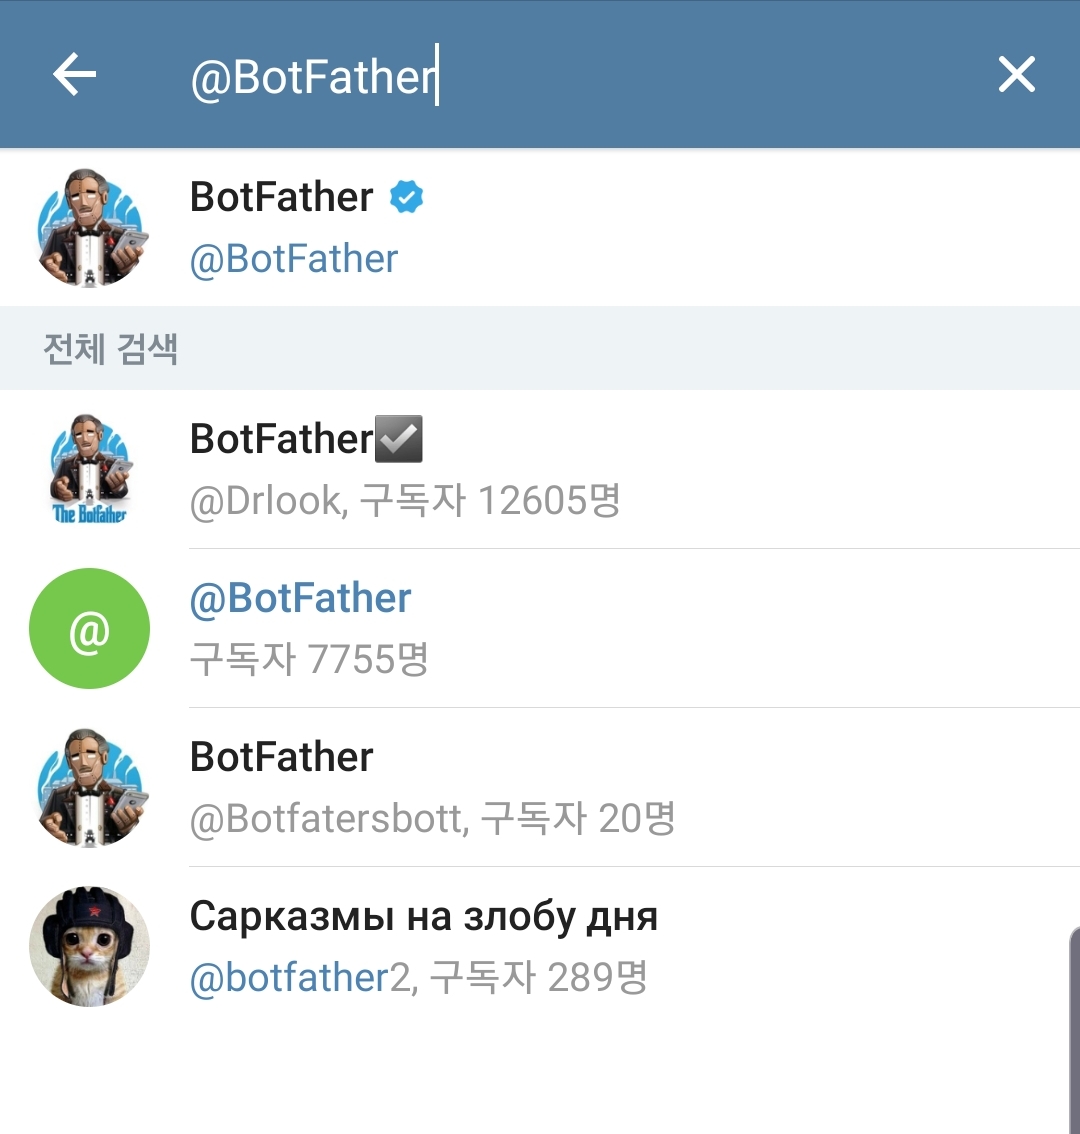 @BotFather
BotFather
@BotFather
전체 검색
The Botfather
BotFather
@Drlook, 구독자 12605명
@
@BotFather
구독자 7755명
BotFather
@Botfatersbott, 구독자 20명
Сарказмы на злобу дня
@botfather2, 구독자 289명